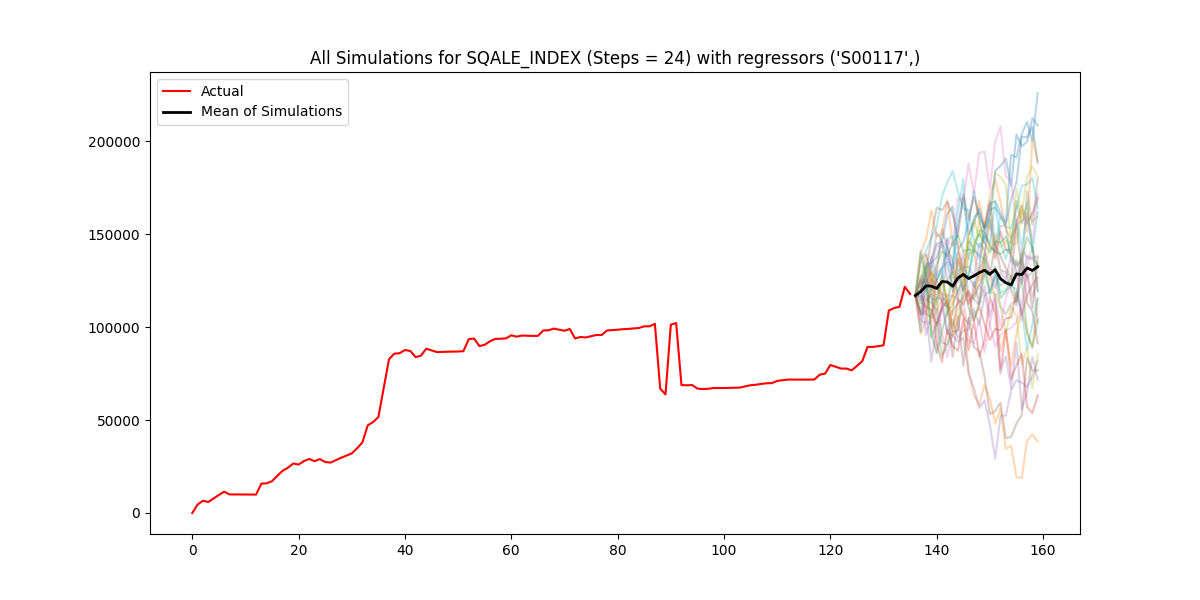 All Simulations for SQALE_INDEX (Steps = 24) with regressors ('S00117',)
Actual
Mean of Simulations
200000
150000
100000
50000
0
0 20 40 60 80 100 120 140 160